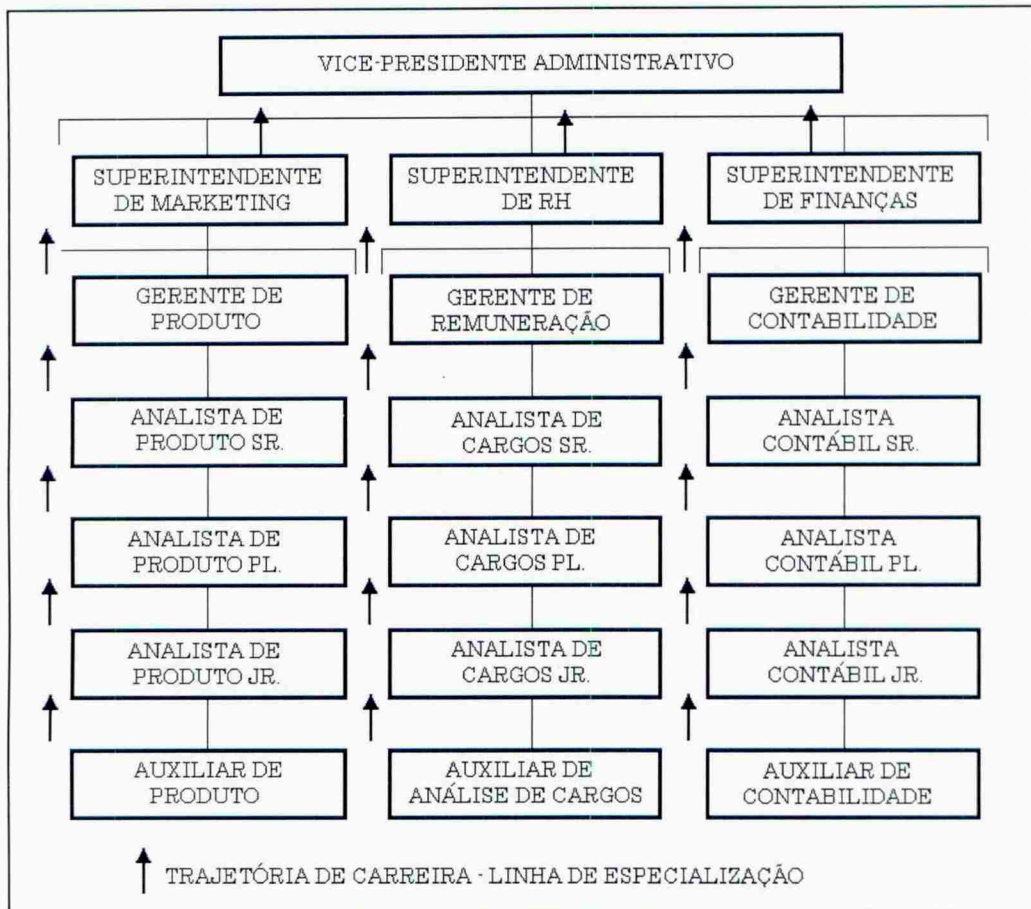 VICE-PRESIDENTE ADMINISTRATIVO
SUPERINTENDENTE
DE MARKETING
SUPERINTENDENTE
DE RH
SUPERINTENDENTE
DE FINANÇAS
GERENTE DE
PRODUTO
GERENTE DE
REMUNERAÇÃO
GERENTE DE
CONTABILIDADE
ANALISTA DE
PRODUTO SR.
ANALISTA DE
CARGOS SR.
ANALISTA
CONTÁBIL SR.
ANALISTA DE
PRODUTO PL.
ANALISTA DE
CARGOS PL.
ANALISTA
CONTÁBIL PL.
ANALISTA DE
PRODUTO JR.
ANALISTA DE
CARGOS JR.
ANALISTA
CONTÁBIL JR.
AUXILIAR DE
PRODUTO
AUXILIAR DE
ANÁLISE DE CARGOS
AUXILIAR DE
CONTABILIDADE
TRAJETÓRIA DE CARREIRA - LINHA DE ESPECIALIZAÇÃO